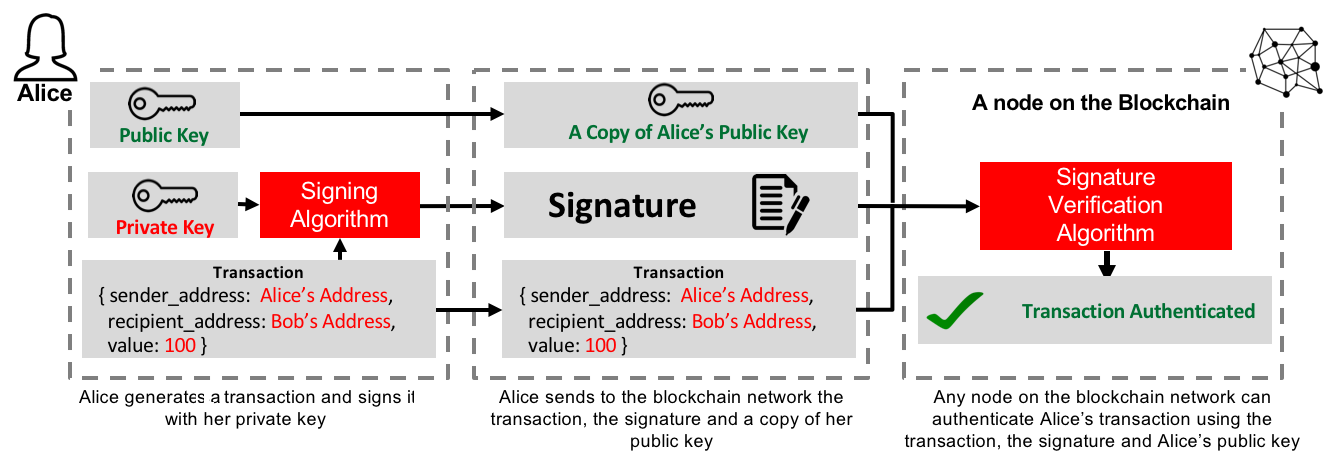 Alice
Public Key
Private Key
Signing
Algorithm
Transaction
{ sender_address: Alice's Address,
recipient_address: Bob's Address,
value: 100 }
Alice generates a transaction and signs it
with her private key
A Copy of Alice's Public Key
Signature
Transaction
{ sender_address: Alice's Address,
recipient_address: Bob's Address,
value: 100 }
Alice sends to the blockchain network the
transaction, the signature and a copy of her
public key
A node on the Blockchain
Signature
Verification
Algorithm
Transaction Authenticated
Any node on the blockchain network can
authenticate Alice's transaction using the
transaction, the signature and Alice's public key